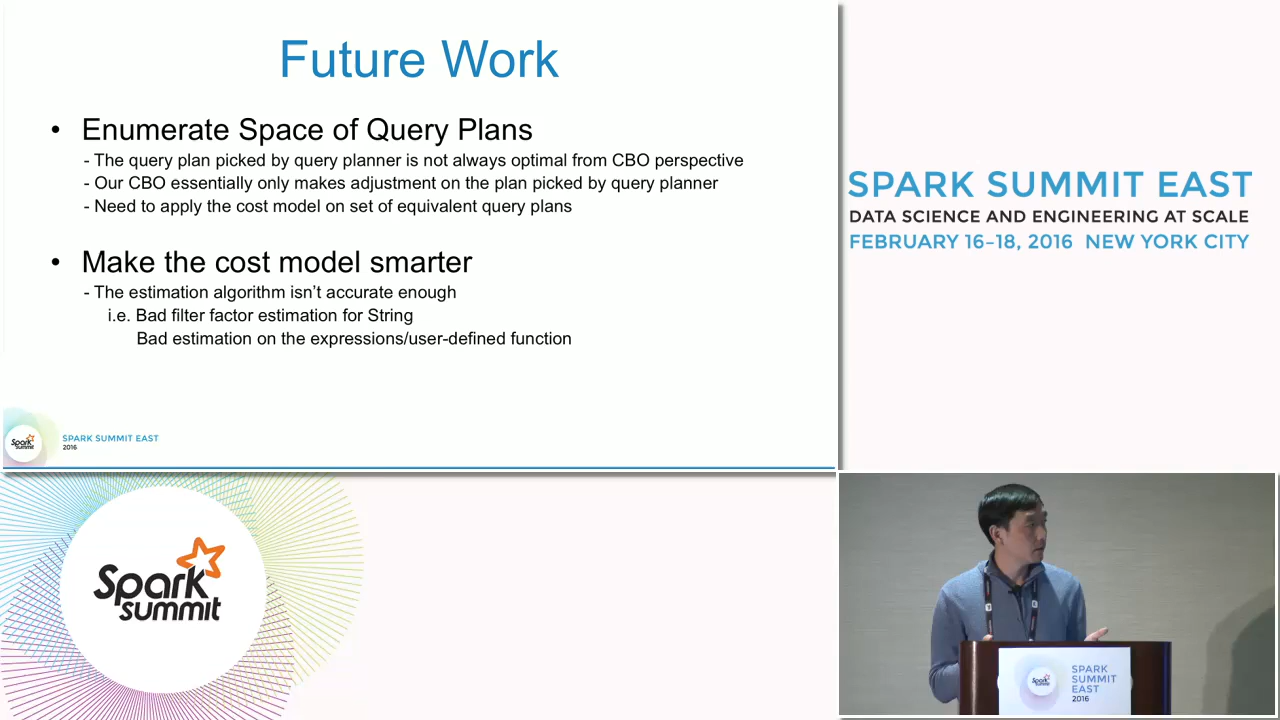 Future Work
• Enumerate Space of Query Plans
- The query plan picked by query planner is not always optimal from CBO perspective
- Our CBO essentially only makes adjustment on the plan picked by query planner
- Need to apply the cost model on set of equivalent query plans
• Make the cost model smarter
- The estimation algorithm isn't accurate enough
i.e. Bad filter factor estimation for String
Bad estimation on the expressions/user-defined function
Spark
summit
SPARK SUMMIT EAST
2016
SPARK SUMMIT EAST
DATA SCIENCE AND ENGINEERING AT SCALE
FEBRUARY 16–18, 2016 NEW YORK CITY
Spark
summit
Spark
summit
SPARK
SUMMIT
EAST
2016